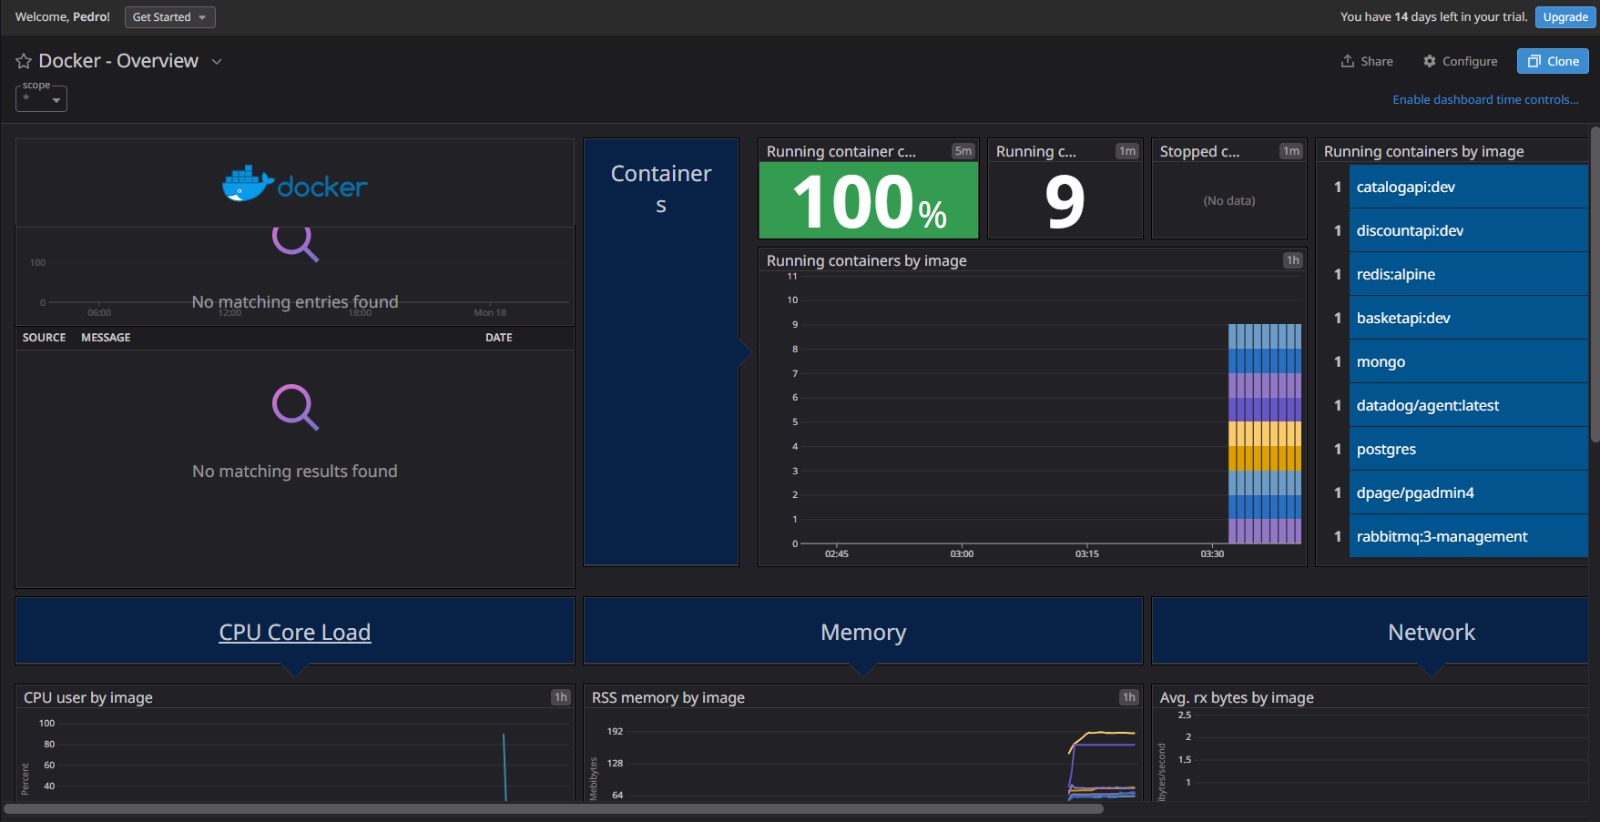 Welcome, Pedro!
Get Started
You have 14 days left in your trial.
Upgrade
Docker - Overview
Share
Configure
Clone
scope
*
Enable dashboard time controls...
docker
100
0
06:00
12:00
18:00
Mon 18
No matching entries found
SOURCE
MESSAGE
DATE
No matching results found
Container
s
Running container c...
5m
100%
Running c...
1m
9
Stopped c...
1m
(No data)
Running containers by image
1h
11
10
9
8
7
6
5
4
3
2
1
0
02:45
03:00
03:15
03:30
Running containers by image
1 catalogapi:dev
1 discountapi:dev
1 redis:alpine
1 basketapi:dev
1 mongo
1 datadog/agent:latest
1 postgres
1 dpage/pgadmin4
1 rabbitmq:3-management
CPU Core Load
Memory
Network
CPU user by image
1h
Percent
100
80
60
40
RSS memory by image
1h
Mebibytes
192
128
64
Avg. rx bytes by image
ibytes/second
2.5
2
1.5
1